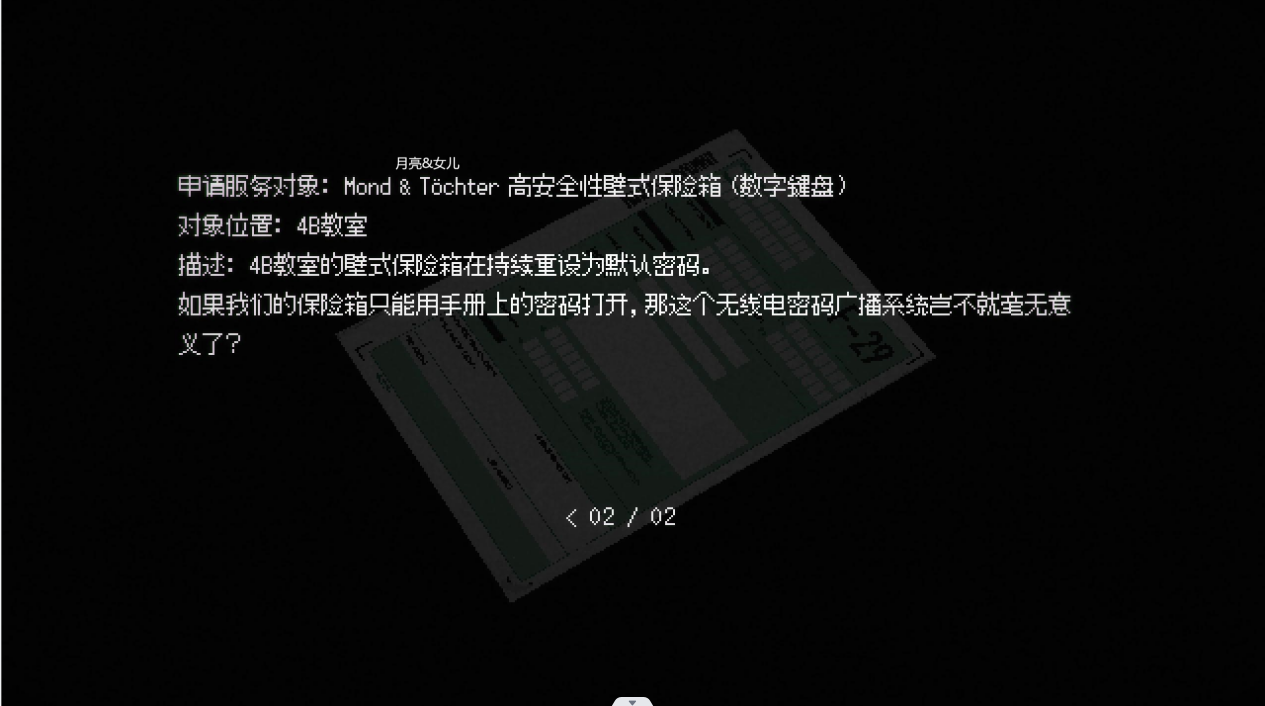 月亮&女儿
申请服务对象: Mond & Töchter 高安全性壁式保险箱 (数字键盘)
对象位置: 4B教室
描述: 4B教室的壁式保险箱在持续重设为默认密码。
如果我们的保险箱只能用手册上的密码打开,那这个无线电密码广播系统岂不就毫无意
义了?
F-29
< 02 / 02